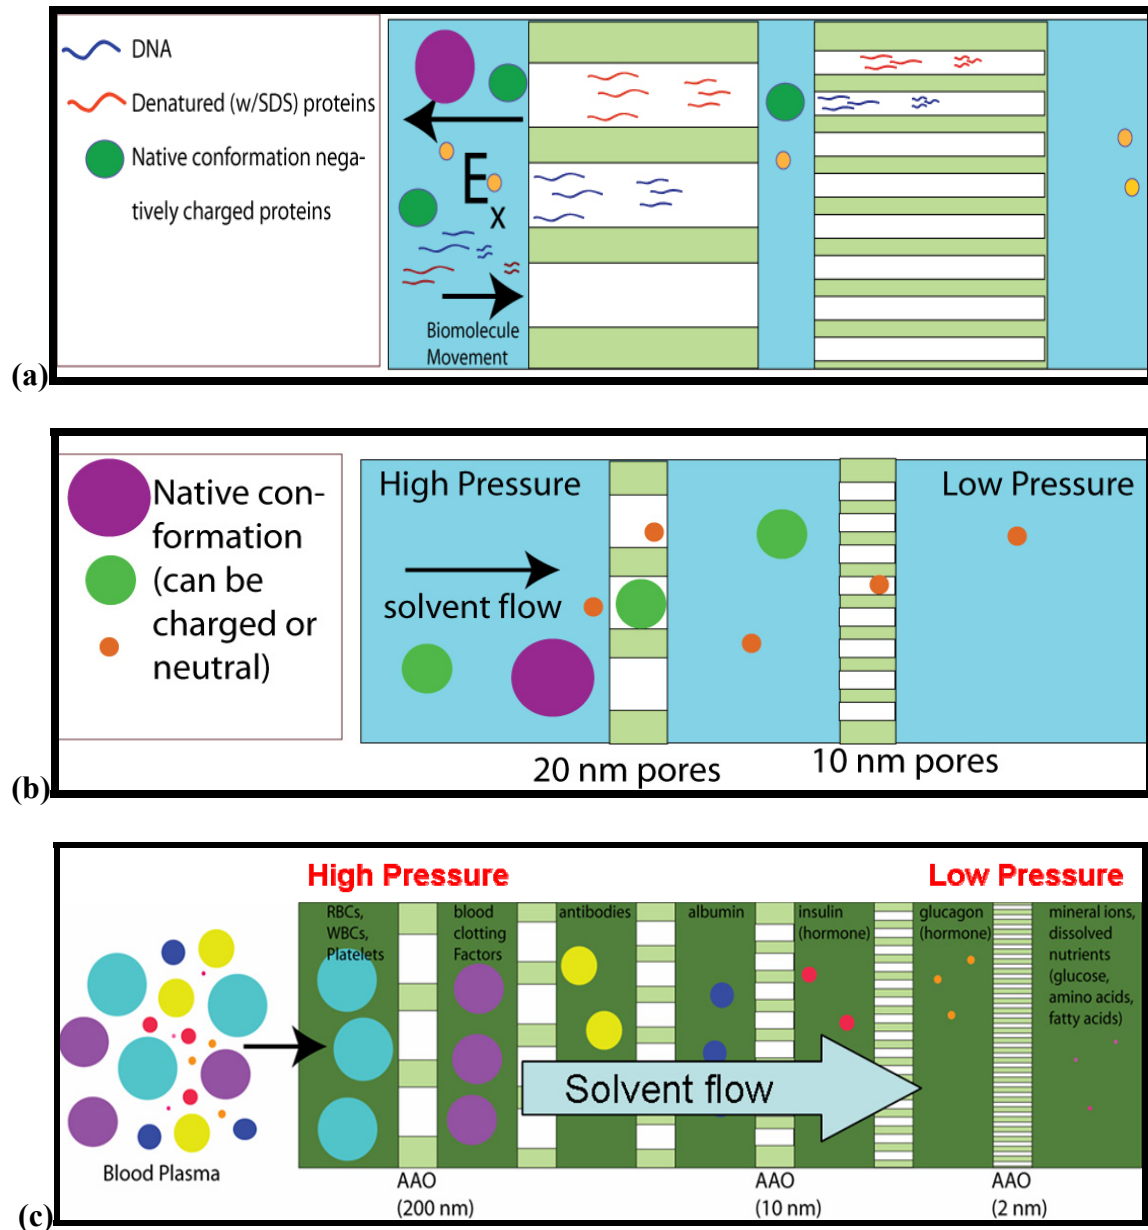 DNA
Denatured (w/SDS) proteins
Native conformation nega-
tively charged proteins
E
x
Biomolecule
Movement
(a)
Native con-
formation
(can be
charged or
neutral)
High Pressure
Low Pressure
solvent flow
20 nm pores
10 nm pores
(b)
High Pressure
Low Pressure
RBCs,
WBCs,
Platelets
blood
clotting
Factors
antibodies
albumin
insulin
(hormone)
glucagon
(hormone)
mineral ions,
dissolved
nutrients
(glucose,
amino acids,
fatty acids)
Solvent flow
Blood Plasma
AAO
(200 nm)
AAO
(10 nm)
AAO
(2 nm)
(c)